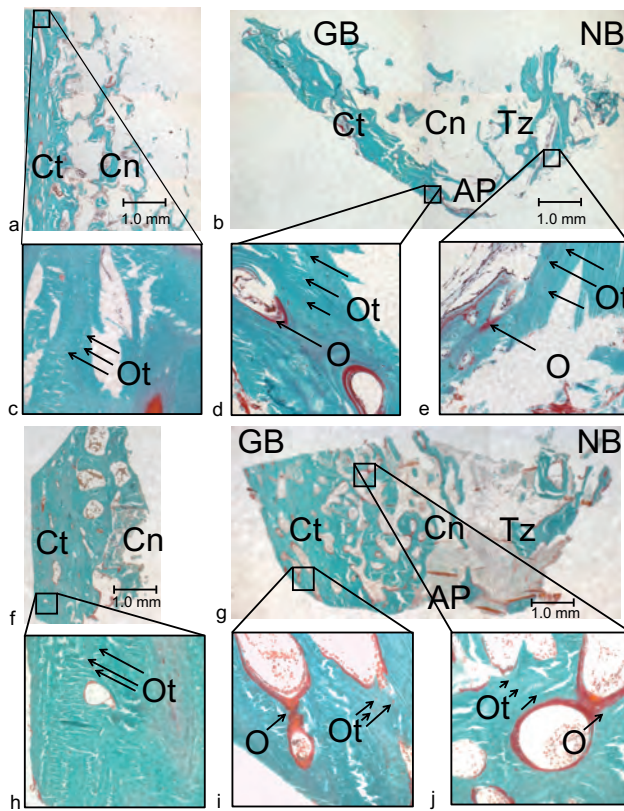 GB NB
Ct Cn
Ct Cn Tz
AP
1.0 mm
1.0 mm
a b
Ot
Ot
Ot
O
O
c d e
GB NB
Ct Cn
Ct Cn Tz
AP
1.0 mm
1.0 mm
f g
Ot
Ot
O
Ot
O
h i j